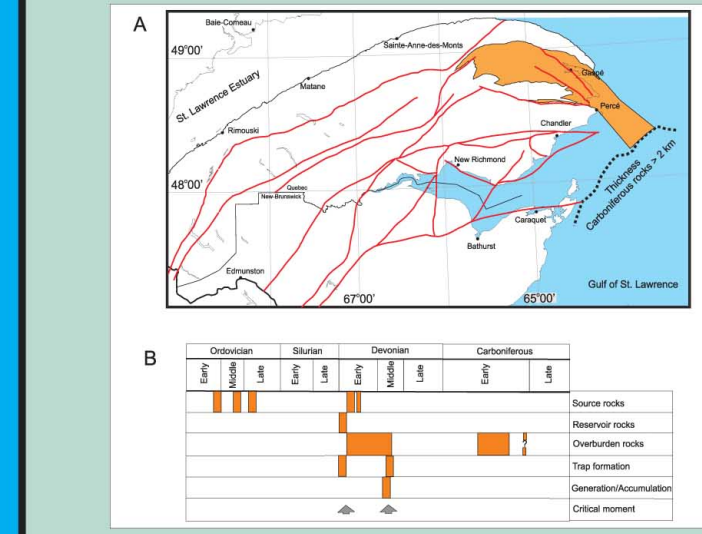 A
Baie-Comeau
49°00'
Sainte-Anne-des-Monts
Gaspé
Matane
St. Lawrence Estuary
Percé
Rimouski
Chandler
New Richmond
Thickness
Carboniferous rocks > 2 km
48°00'
Quebec
New-Brunswick
Caraquet
Bathurst
Edmunston
Gulf of St. Lawrence
67°00'
65°00'
B
Ordovician Silurian Devonian Carboniferous
Early Middle Late Early Late Early Middle Late Early Late
Source rocks
Reservoir rocks
? Overburden rocks
Trap formation
Generation/Accumulation
Critical moment